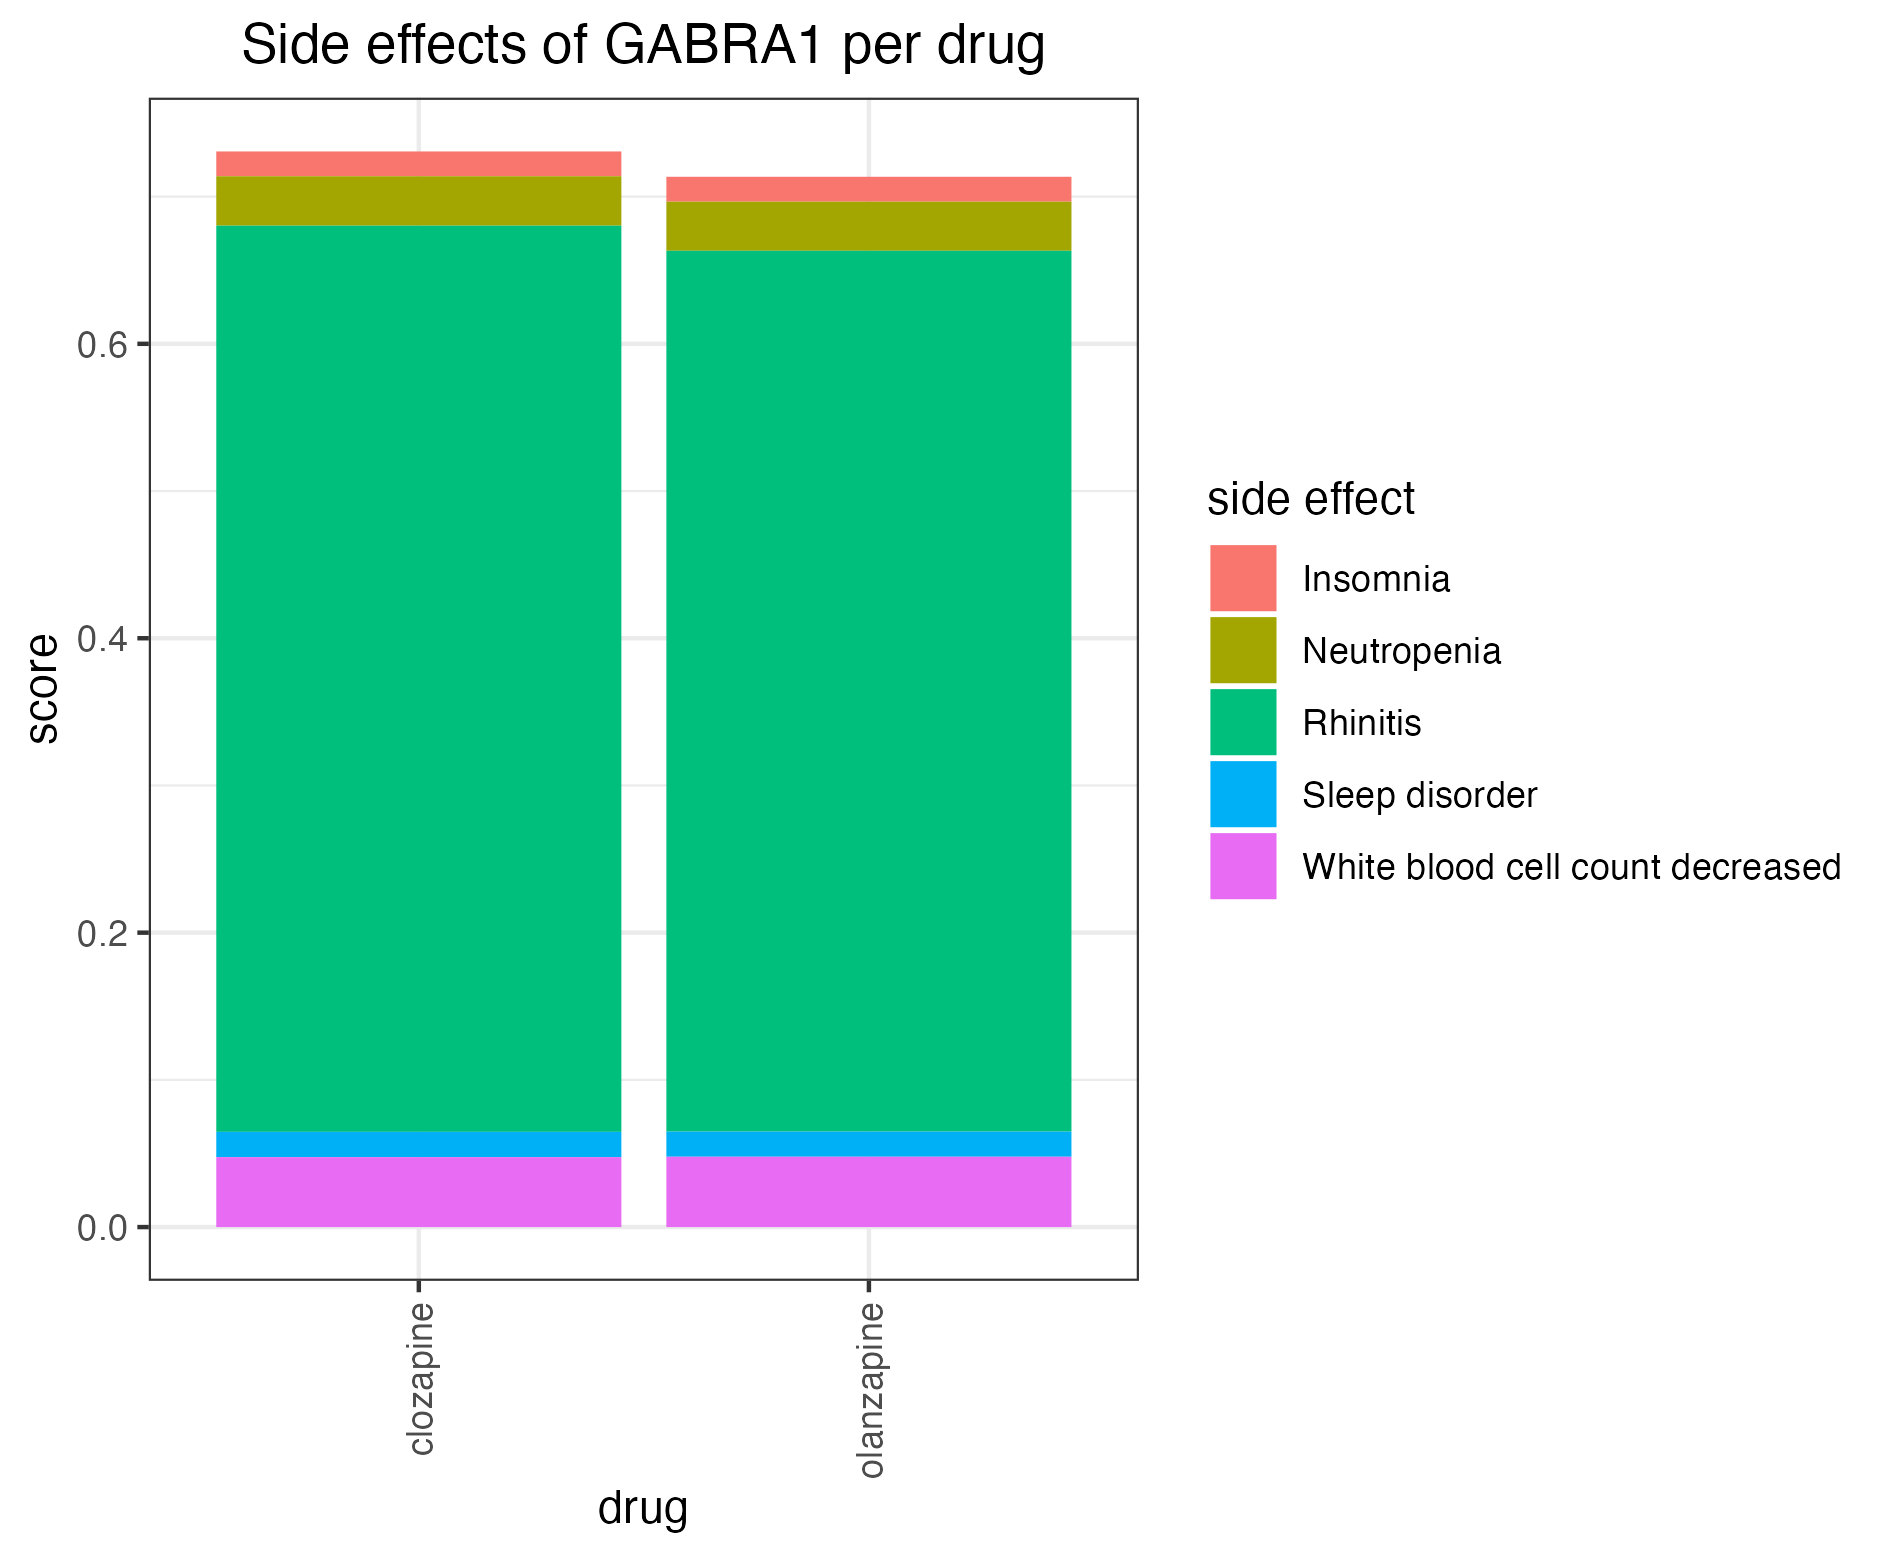 Side effects of GABRA1 per drug
score
0.6
0.4
0.2
0.0
clozapine
olanzapine
drug
side effect
Insomnia
Neutropenia
Rhinitis
Sleep disorder
White blood cell count decreased